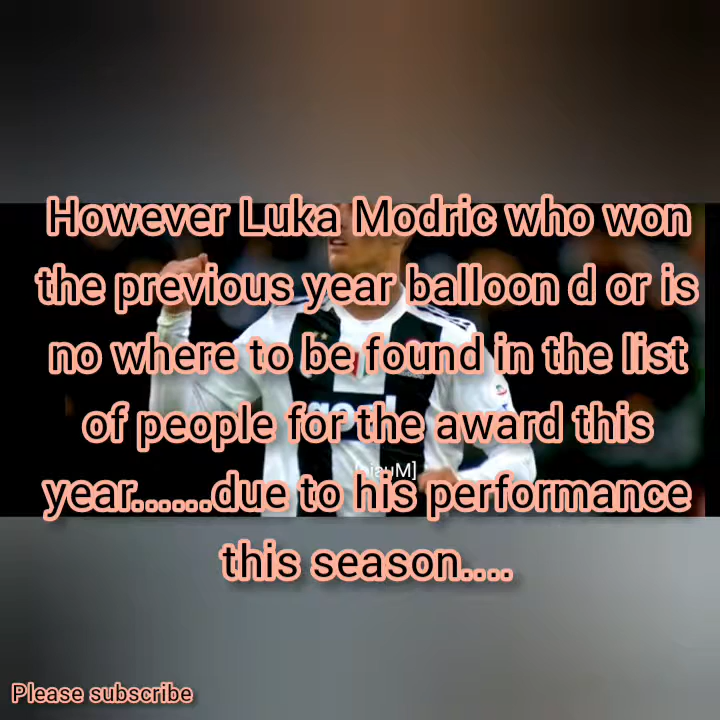 However Luka Modric who won
the previous year balloon d or is
no where to be found in the list
of people for the award this
year......due to his performance
this season....
Please subscribe